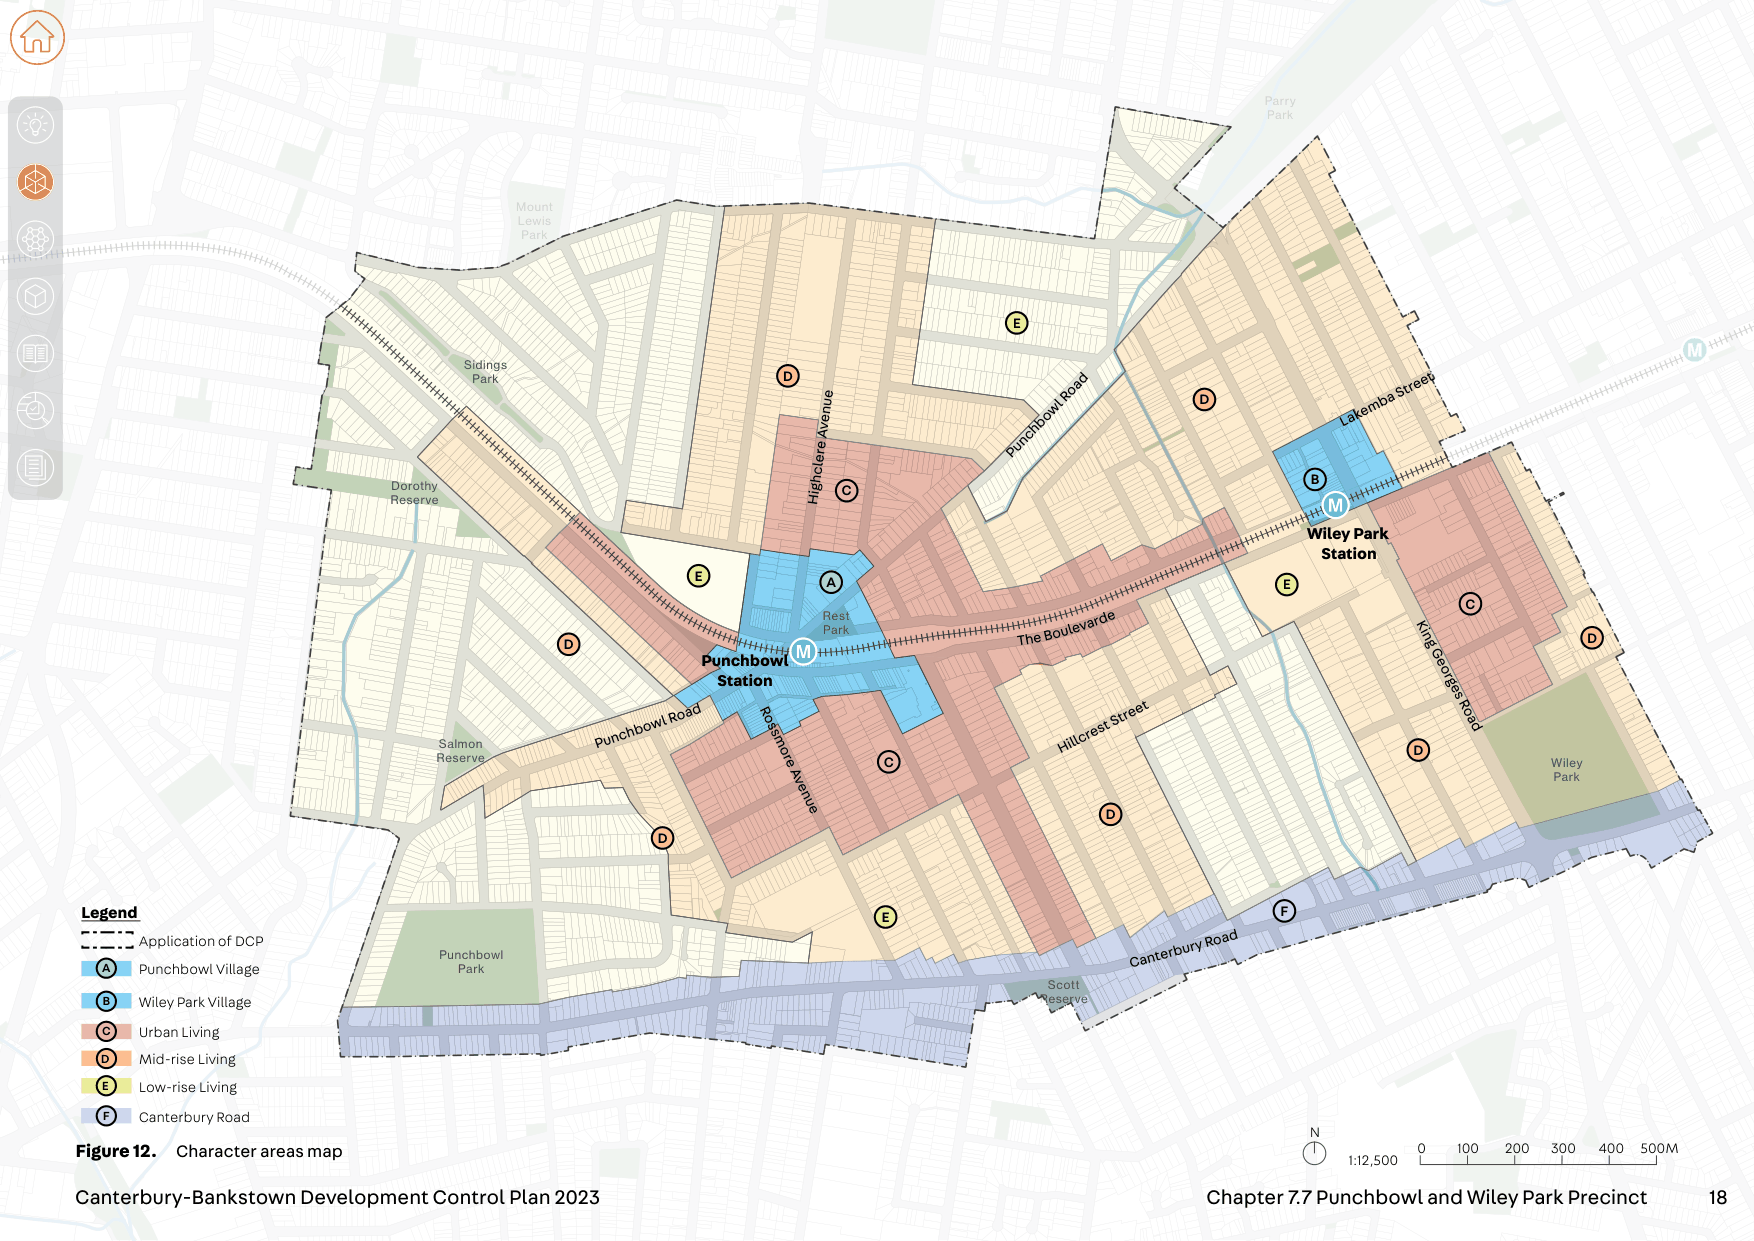 Parry
Park
Mount
Lewis
Park
E
Sidings
Park
M
D
D
Lakemba Street
Punchbowl Road
Highclere Avenue
C
B
M
Dorothy
Reserve
Wiley Park
Station
E
A
E
Rest
Park
C
The Boulevarde
King Georges Road
D
D
M
Punchbowl
Station
Punchbowl Road
Rossmore Avenue
Hillcrest Street
Salmon
Reserve
C
D
Wiley
Park
D
D
E
F
Canterbury Road
Punchbowl
Park
Scott
Reserve
Legend
Application of DCP
A Punchbowl Village
B Wiley Park Village
C Urban Living
D Mid-rise Living
E Low-rise Living
F Canterbury Road
Figure 12. Character areas map
N
1:12,500
0 100 200 300 400 500M
Canterbury-Bankstown Development Control Plan 2023
Chapter 7.7 Punchbowl and Wiley Park Precinct 18